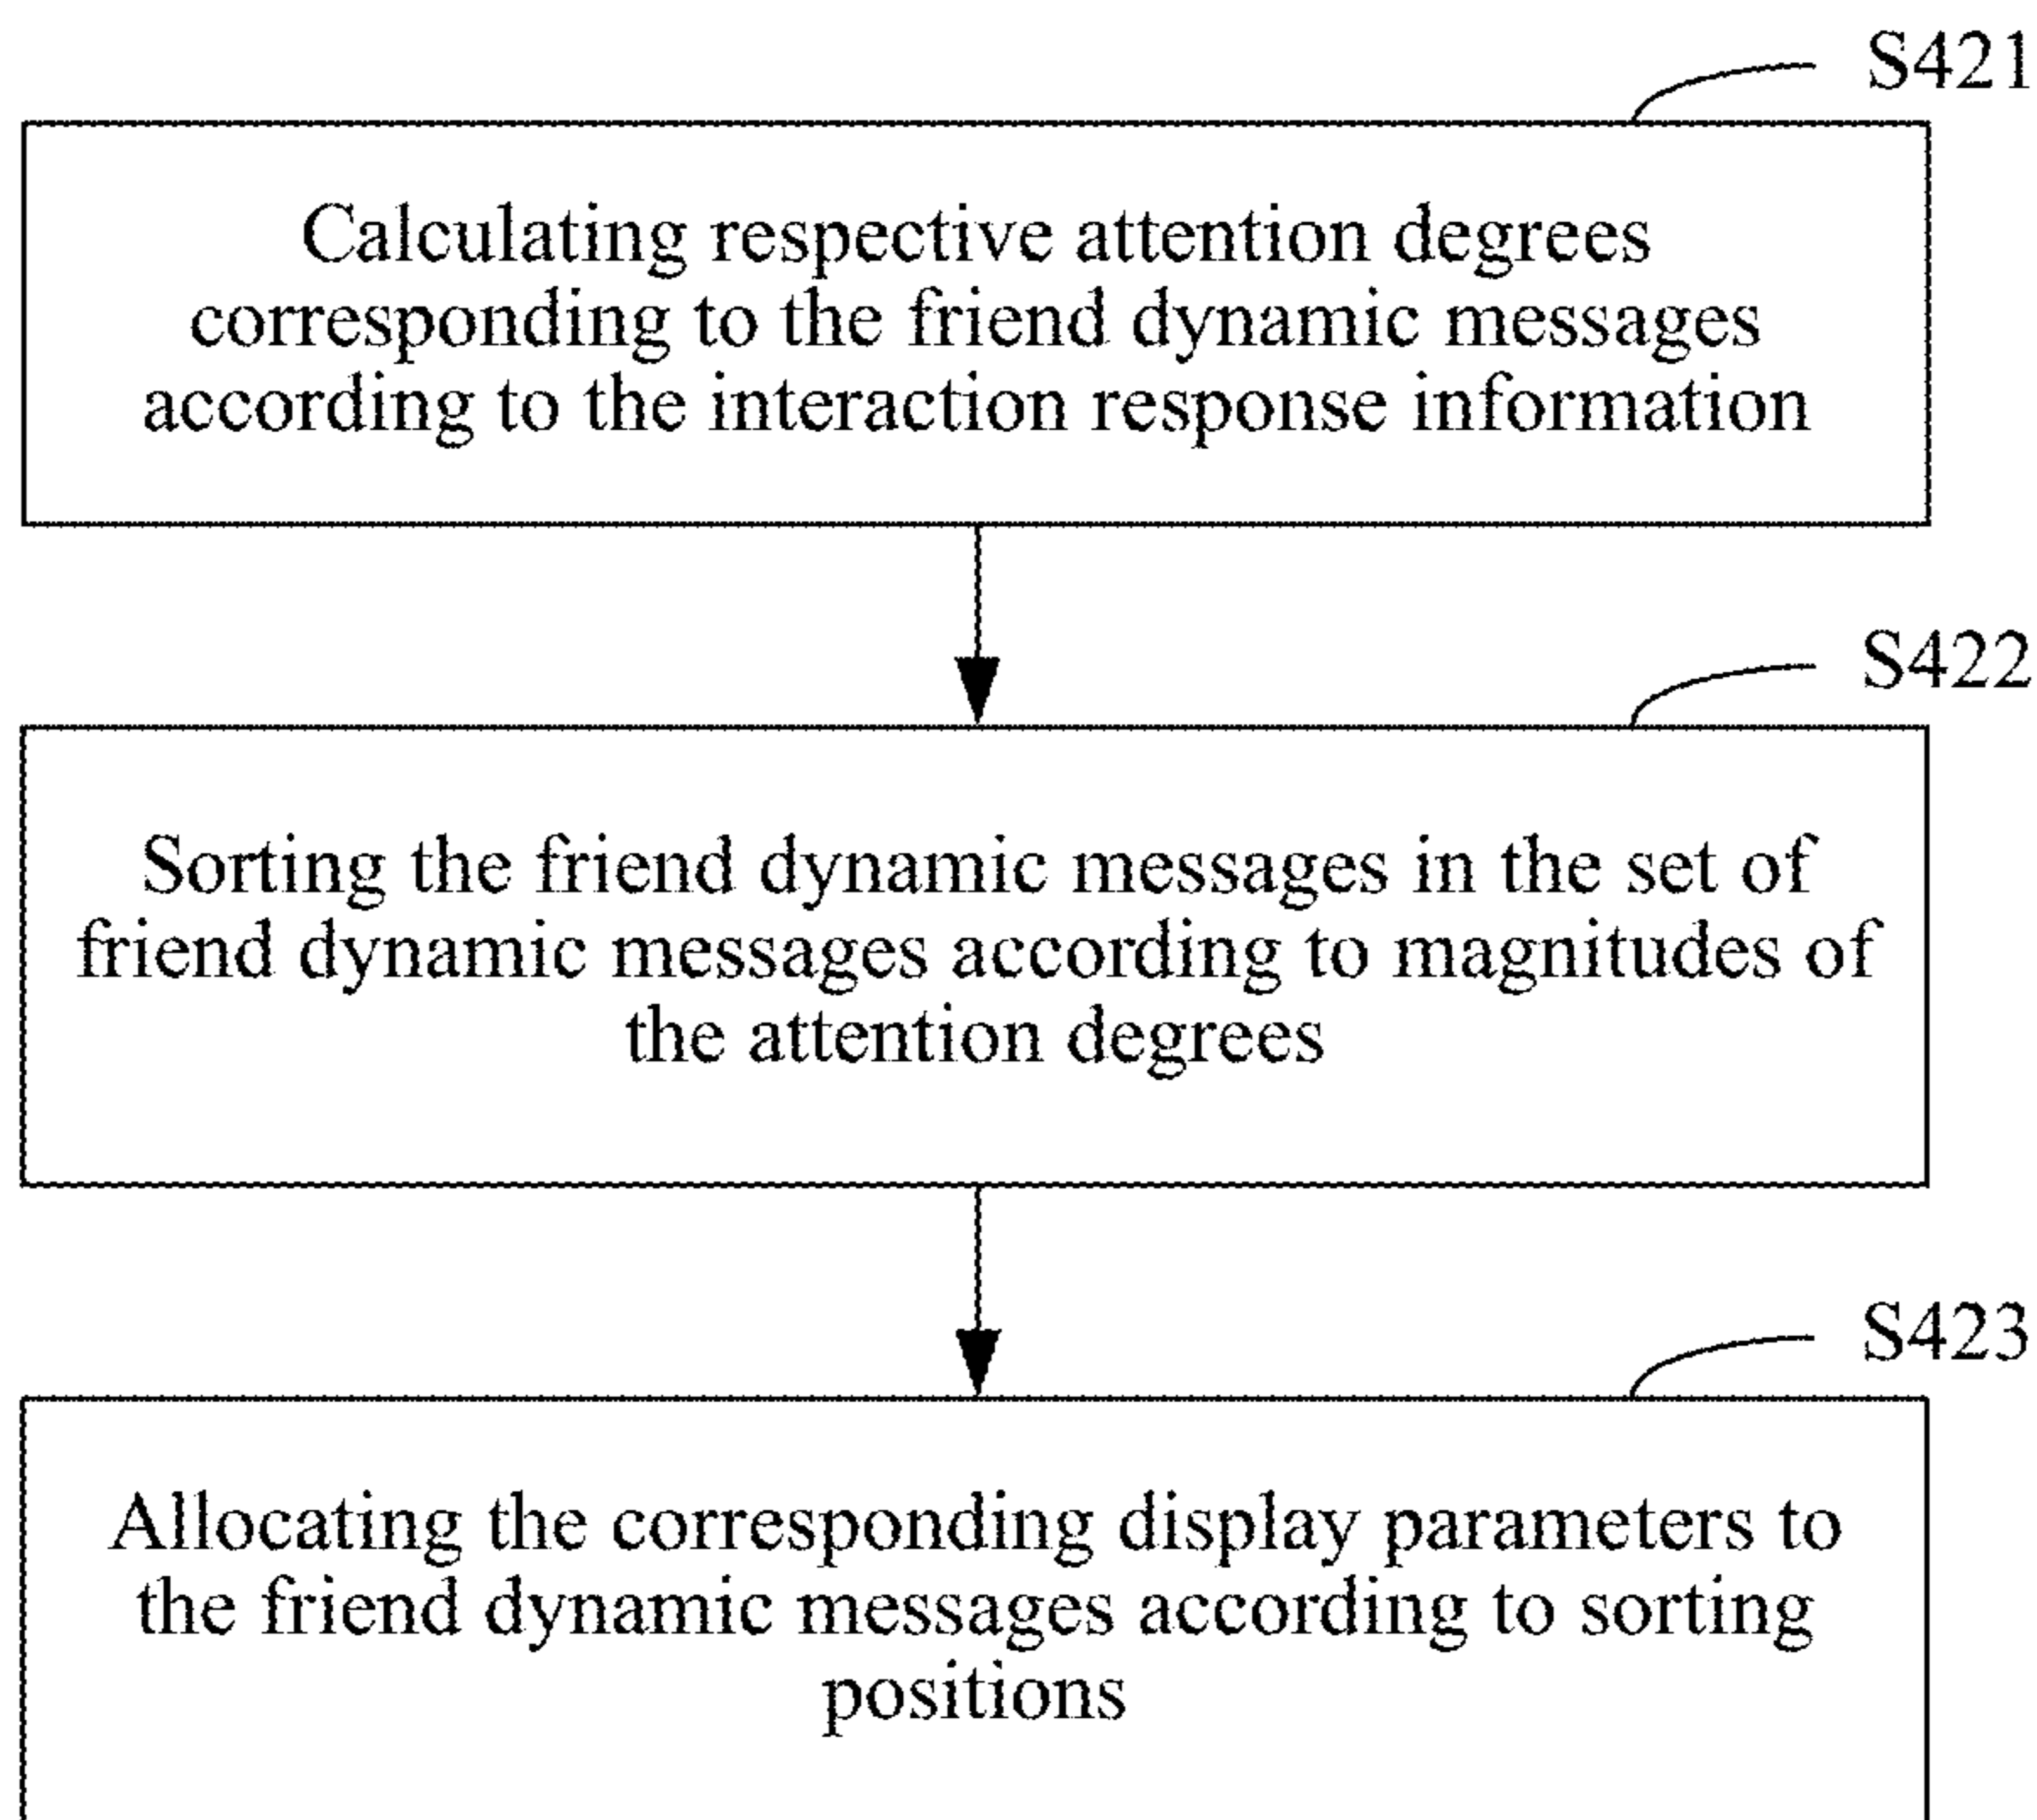 S421
Calculating respective attention degrees
corresponding to the friend dynamic messages
according to the interaction response information
S422
Sorting the friend dynamic messages in the set of
friend dynamic messages according to magnitudes of
the attention degrees
S423
Allocating the corresponding display parameters to
the friend dynamic messages according to sorting
positions